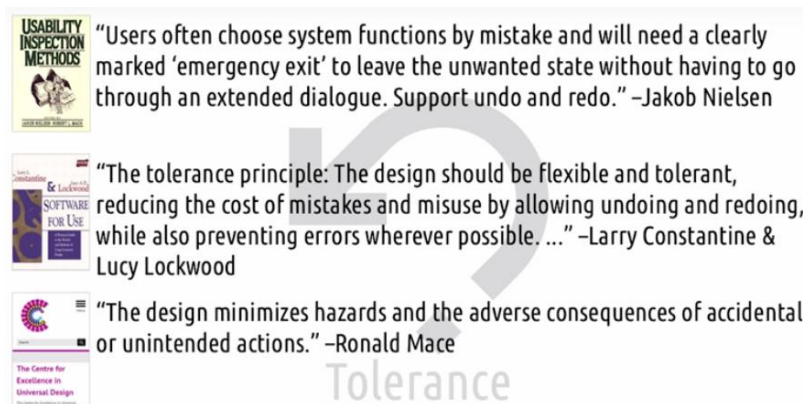 USABILITY
INSPECTION
METHODS
“Users often choose system functions by mistake and will need a clearly
marked ‘emergency exit’ to leave the unwanted state without having to go
through an extended dialogue. Support undo and redo.” –Jakob Nielsen
Constantine
& Lockwood
SOFTWARE
FOR USE
“The tolerance principle: The design should be flexible and tolerant,
reducing the cost of mistakes and misuse by allowing undoing and redoing,
while also preventing errors wherever possible. ...” –Larry Constantine &
Lucy Lockwood
“The design minimizes hazards and the adverse consequences of accidental
or unintended actions.” –Ronald Mace
The Centre for
Excellence in
Universal Design
Tolerance